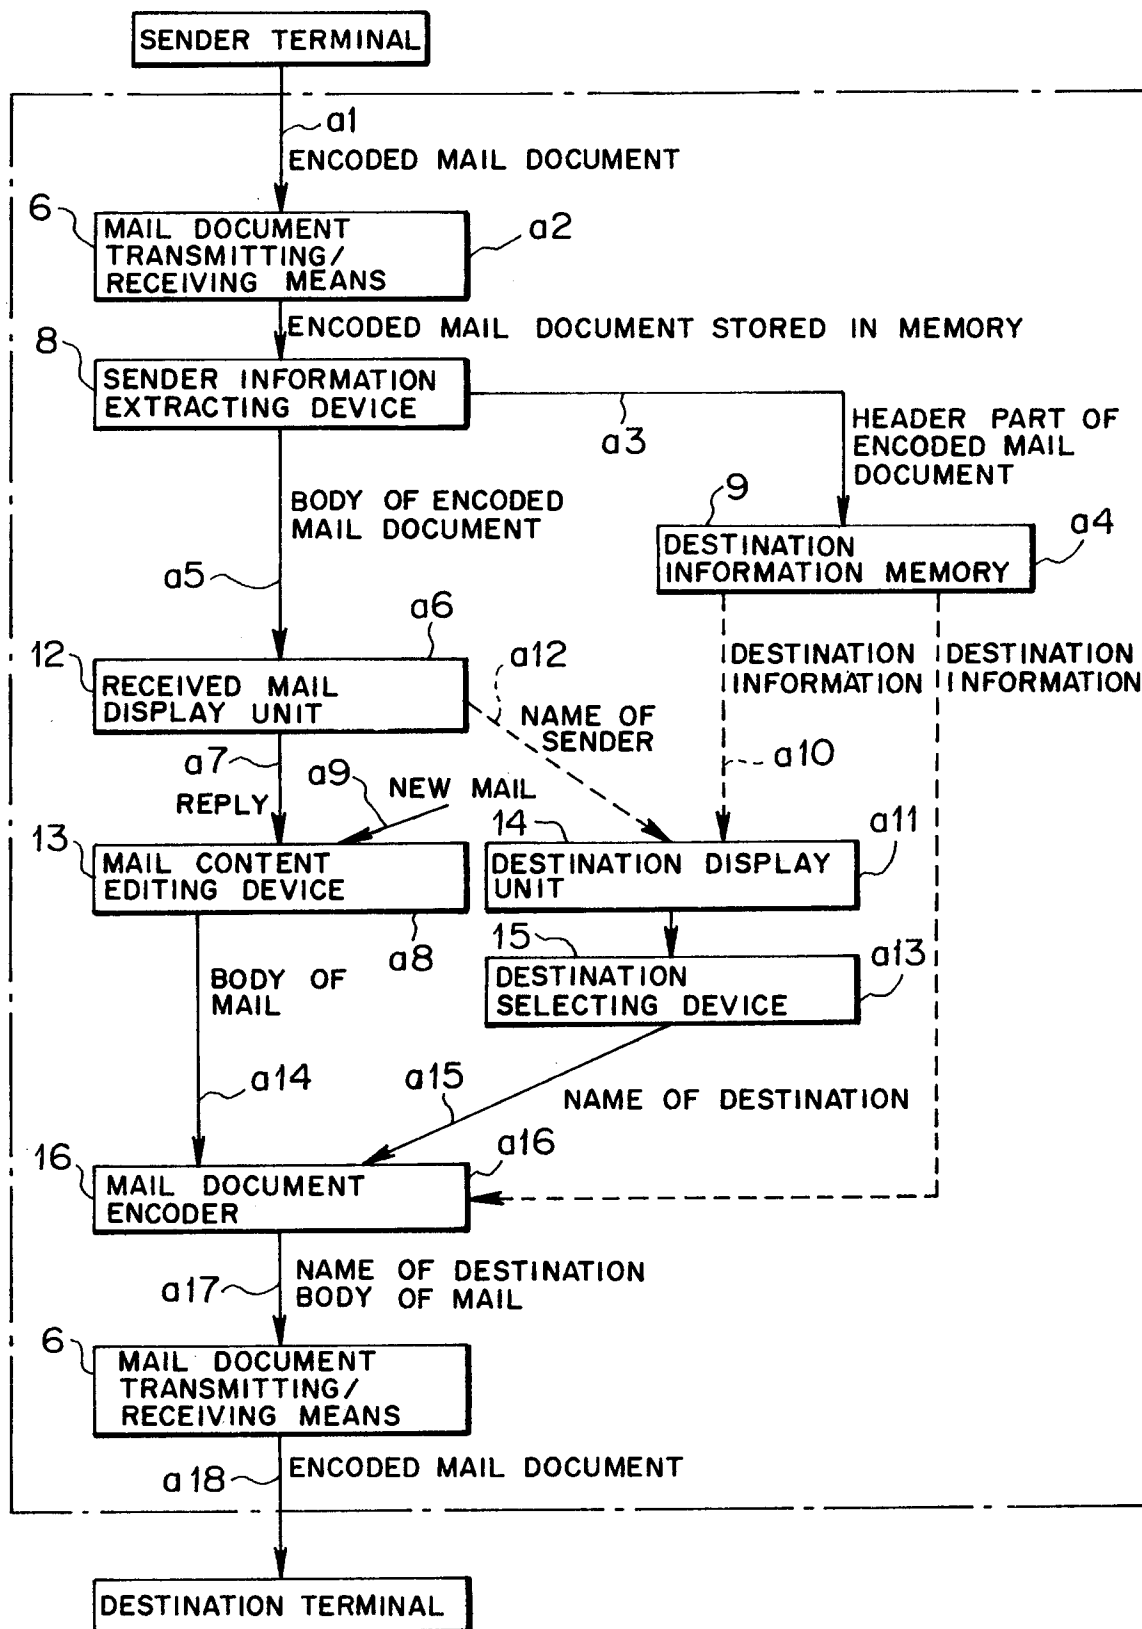 SENDER TERMINAL
a1
ENCODED MAIL DOCUMENT
6
MAIL DOCUMENT
TRANSMITTING/
RECEIVING MEANS
a2
ENCODED MAIL DOCUMENT STORED IN MEMORY
8
SENDER INFORMATION
EXTRACTING DEVICE
a3
HEADER PART OF
ENCODED MAIL
DOCUMENT
BODY OF ENCODED
MAIL DOCUMENT
9
DESTINATION
INFORMATION MEMORY
a4
a5
a6
12
RECEIVED MAIL
DISPLAY UNIT
a12
NAME OF
SENDER
DESTINATION
INFORMATION
DESTINATION
INFORMATION
a10
a7
REPLY
a9
NEW MAIL
13
MAIL CONTENT
EDITING DEVICE
a8
14
DESTINATION DISPLAY
UNIT
a11
15
DESTINATION
SELECTING DEVICE
a13
BODY OF
MAIL
a14
a15
NAME OF DESTINATION
16
MAIL DOCUMENT
ENCODER
a16
a17
NAME OF DESTINATION
BODY OF MAIL
6
MAIL DOCUMENT
TRANSMITTING/
RECEIVING MEANS
a18
ENCODED MAIL DOCUMENT
DESTINATION TERMINAL